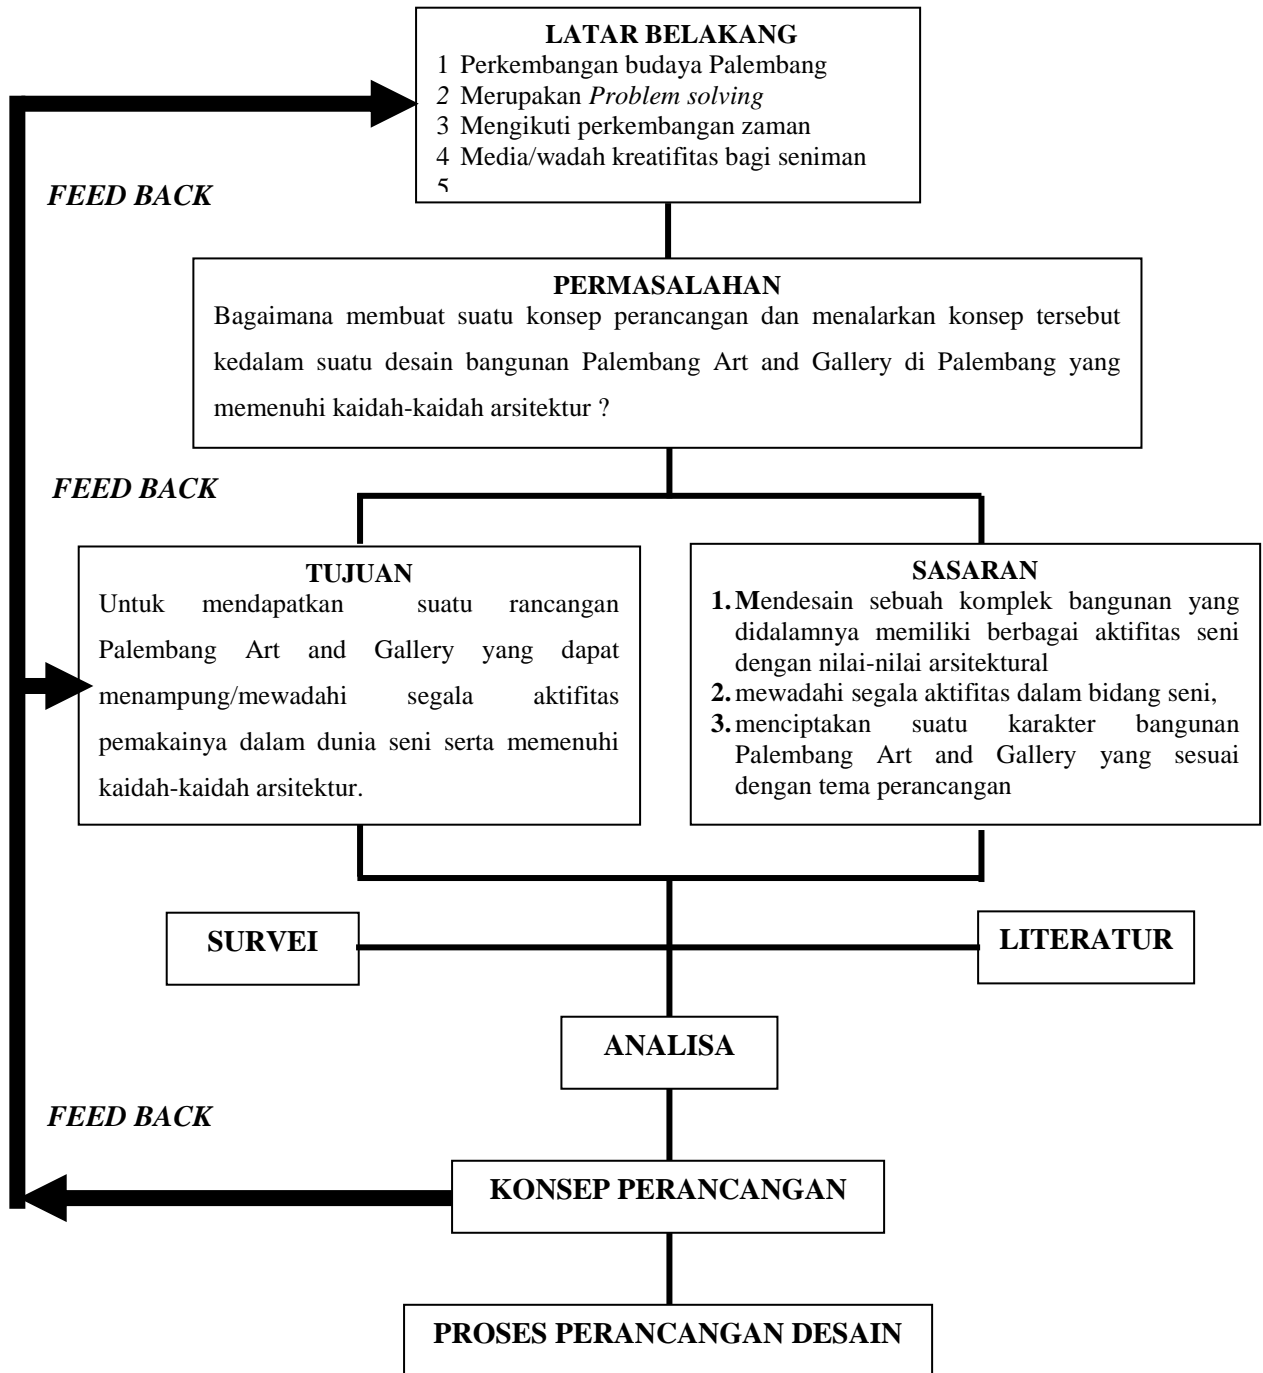 LATAR BELAKANG
1 Perkembangan budaya Palembang
2 Merupakan Problem solving
3 Mengikuti perkembangan zaman
4 Media/wadah kreatifitas bagi seniman
5
FEED BACK
PERMASALAHAN
Bagaimana membuat suatu konsep perancangan dan menalarkan konsep tersebut
kedalam suatu desain bangunan Palembang Art and Gallery di Palembang yang
memenuhi kaidah-kaidah arsitektur ?
FEED BACK
TUJUAN
Untuk mendapatkan suatu rancangan
Palembang Art and Gallery yang dapat
menampung/mewadahi segala aktifitas
pemakainya dalam dunia seni serta memenuhi
kaidah-kaidah arsitektur.
SASARAN
1. Mendesain sebuah komplek bangunan yang
didalamnya memiliki berbagai aktifitas seni
dengan nilai-nilai arsitektural
2. mewadahi segala aktifitas dalam bidang seni,
3. menciptakan suatu karakter bangunan
Palembang Art and Gallery yang sesuai
dengan tema perancangan
SURVEI
LITERATUR
ANALISA
FEED BACK
KONSEP PERANCANGAN
PROSES PERANCANGAN DESAIN